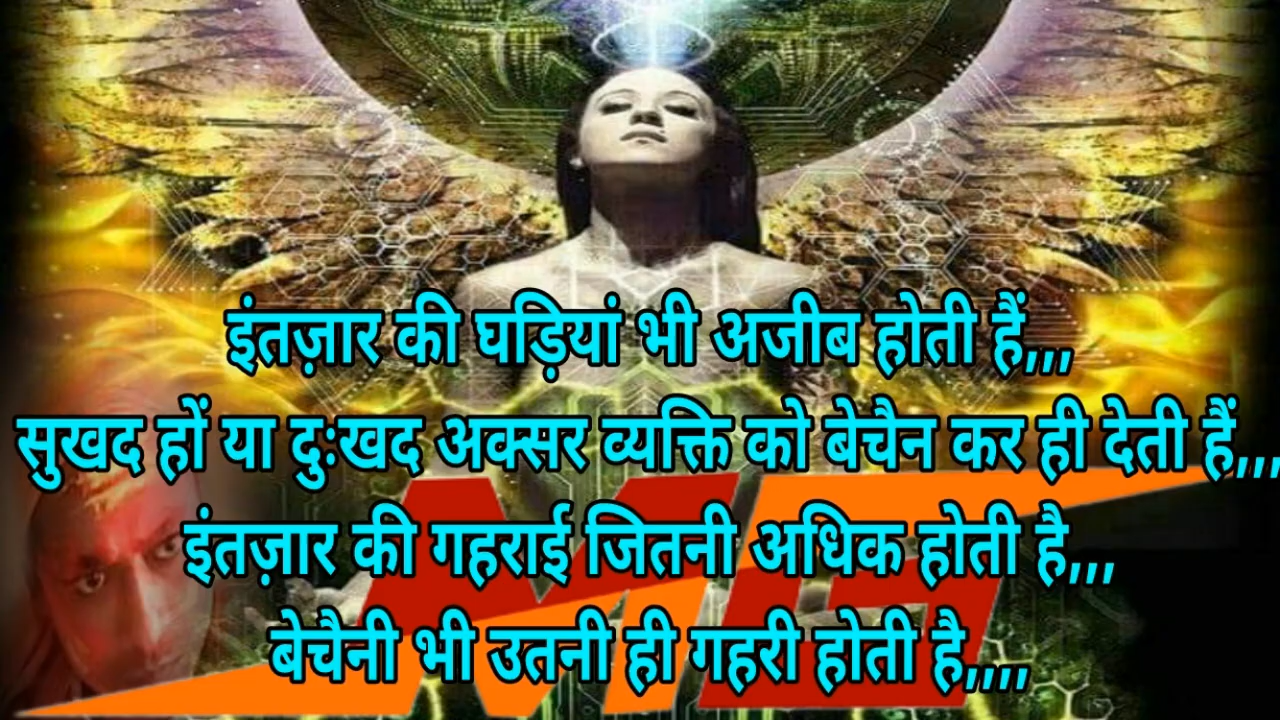 इंतज़ार की घड़ियां भी अजीब होती हैं,,,
सुखद हों या दुःखद अक्सर व्यक्ति को बेचैन कर ही देती हैं,,,
इंतज़ार की गहराई जितनी अधिक होती है,,,
बेचैनी भी उतनी ही गहरी होती है,,,,